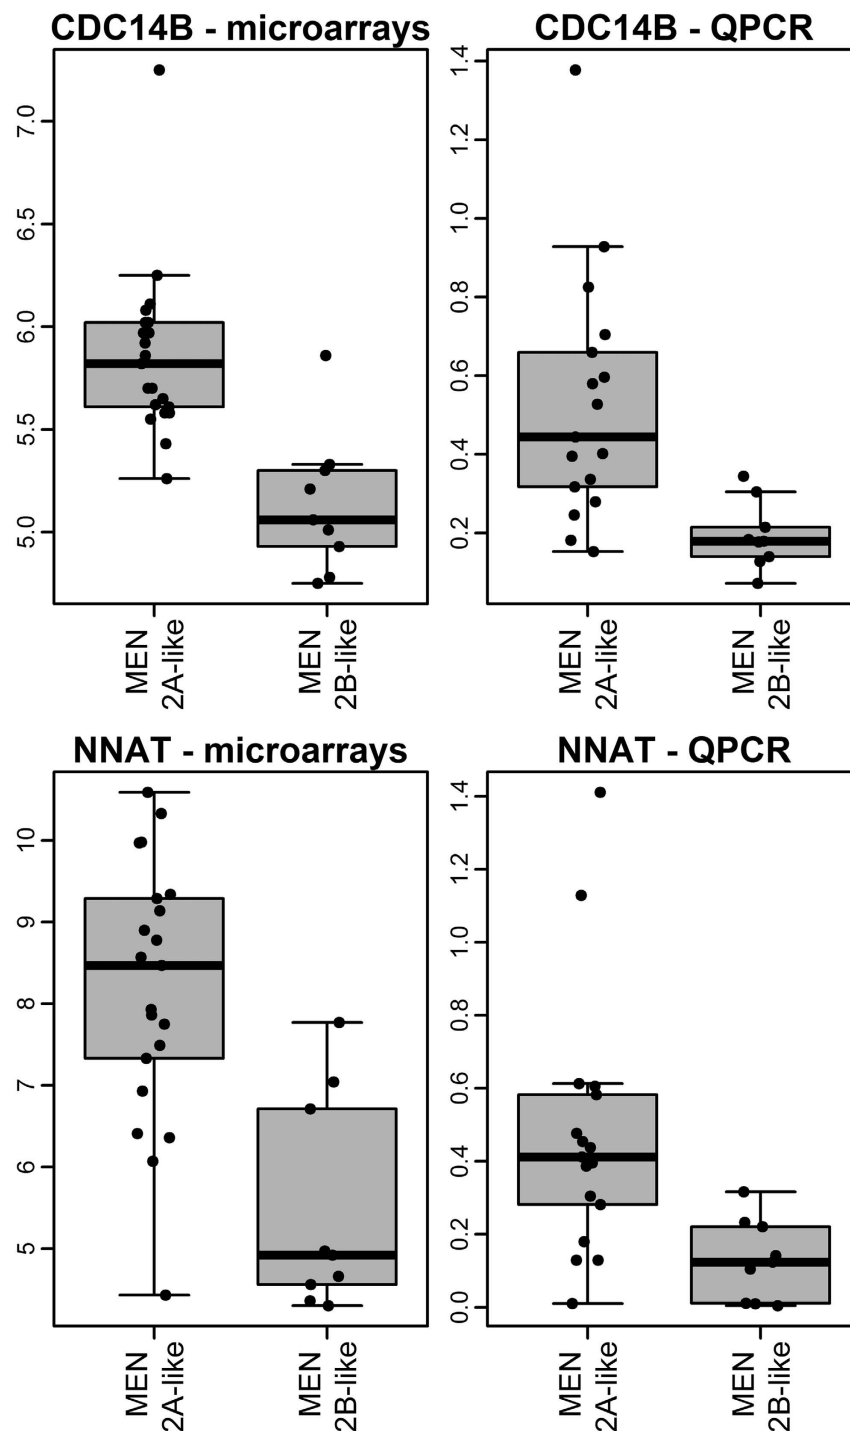 CDC14B - microarrays
7.0
6.5
6.0
5.5
5.0
MEN
2A-like
MEN
2B-like
CDC14B - QPCR
1.4
1.2
1.0
0.8
0.6
0.4
0.2
MEN
2A-like
MEN
2B-like
NNAT - microarrays
10
9
8
7
6
5
MEN
2A-like
MEN
2B-like
NNAT - QPCR
1.4
1.2
1.0
0.8
0.6
0.4
0.2
0.0
MEN
2A-like
MEN
2B-like